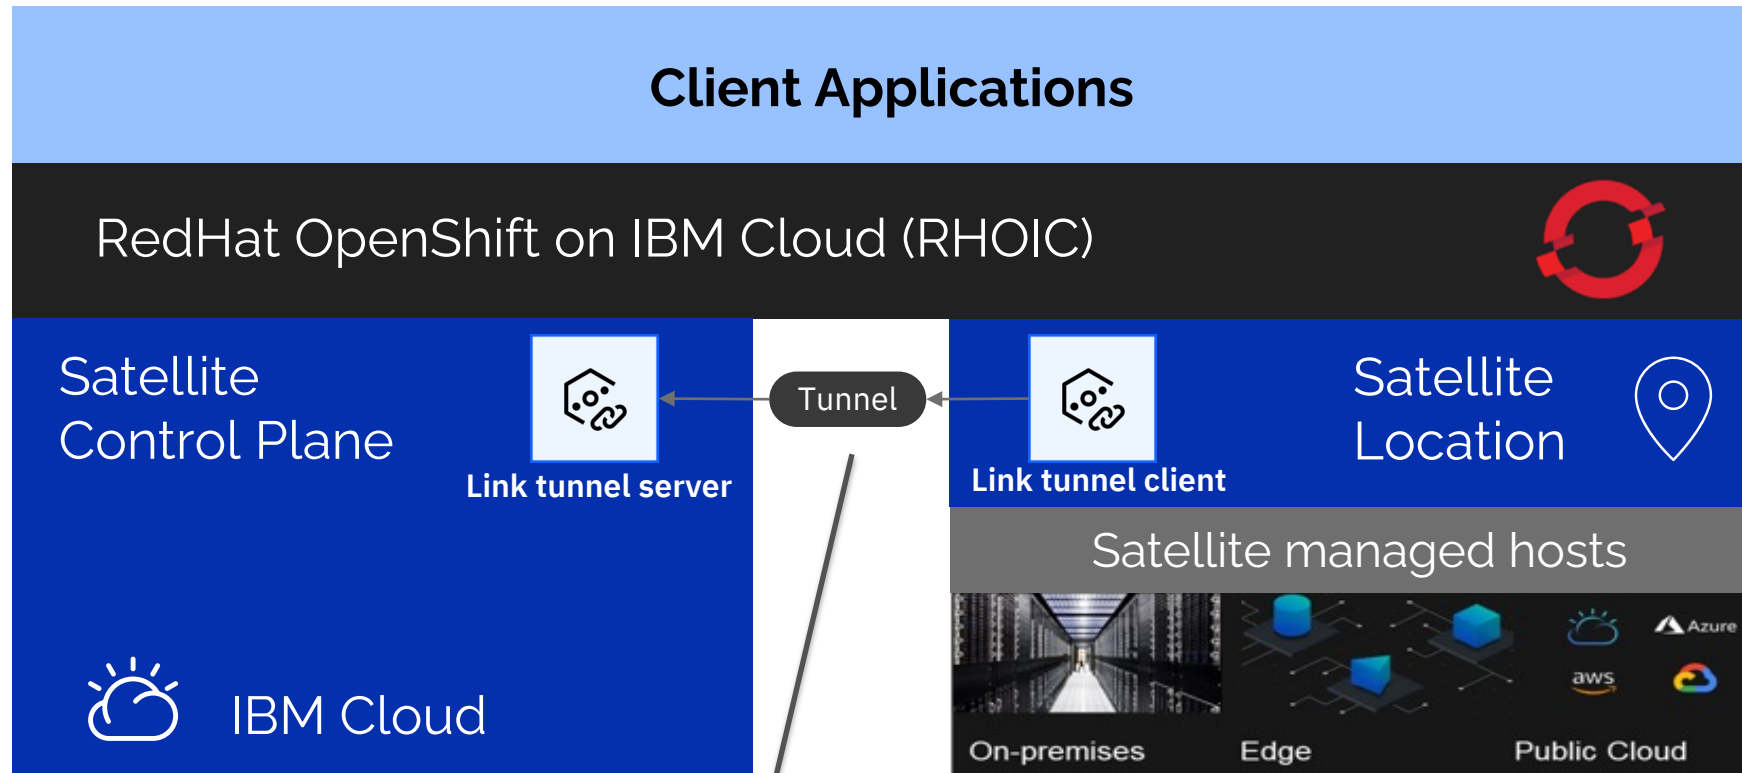 Client Applications
RedHat OpenShift on IBM Cloud (RHOIC)
Satellite
Control Plane
Link tunnel server
Tunnel
Link tunnel client
Satellite
Location
Satellite managed hosts
Azure
aws
On-premises
Edge
Public Cloud
IBM Cloud